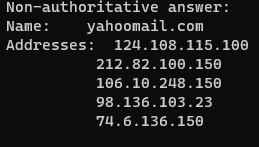 Non-authoritative answer:
Name:    yahoomail.com
Addresses:  124.108.115.100
          212.82.100.150
          106.10.248.150
          98.136.103.23
          74.6.136.150